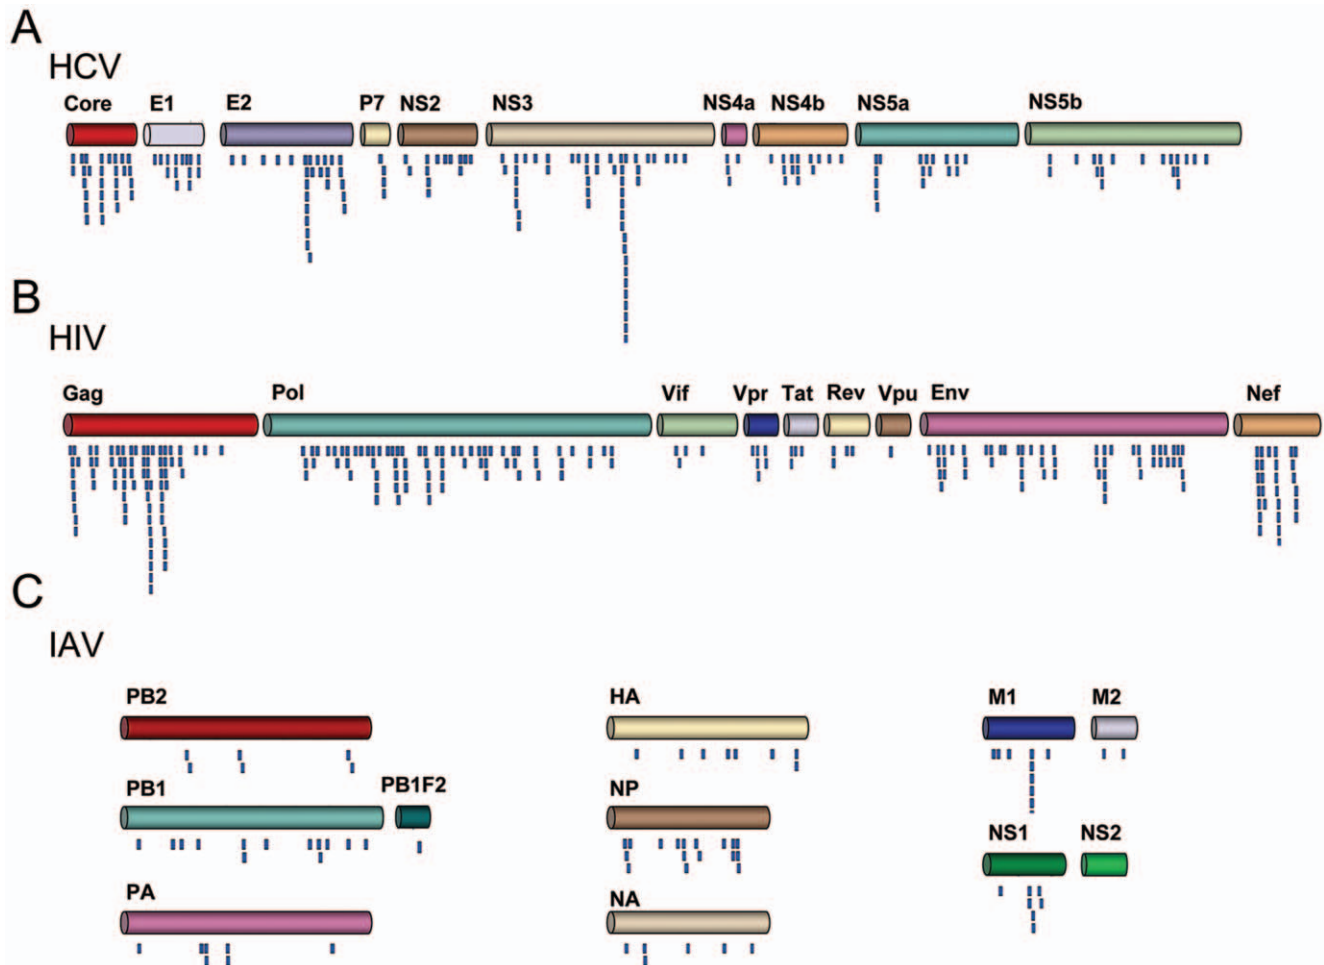 A
HCV
Core E1 E2 P7 NS2 NS3 NS4a NS4b NS5a NS5b
B
HIV
Gag Pol Vif Vpr Tat Rev Vpu Env Nef
C
IAV
PB2 HA M1 M2
PB1 PB1F2 NP NS1 NS2
PA NA